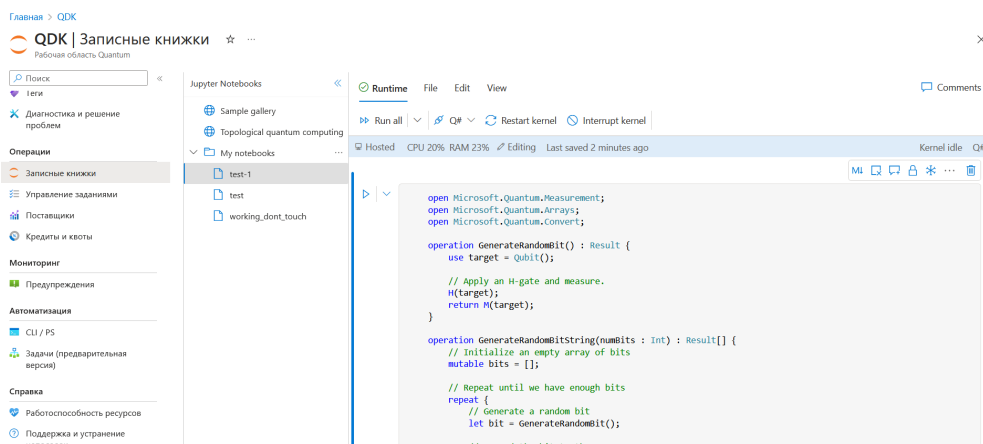 Главная > QDK
QDK | Записные книжки
Рабочая область Quantum
Поиск
Теги
Диагностика и решение
проблем
Операции
Записные книжки
Управление заданиями
Поставщики
Кредиты и квоты
Мониторинг
Предупреждения
Автоматизация
CLI / PS
Задачи (предварительная
версия)
Справка
Работоспособность ресурсов
Поддержка и устранение
Jupyter Notebooks
Sample gallery
Topological quantum computing
My notebooks
test-1
test
working_dont_touch
Runtime File Edit View
Comments
Run all Q# Restart kernel Interrupt kernel
Hosted CPU 20% RAM 23% Editing Last saved 2 minutes ago
Kernel idle Q#
M↓
open Microsoft.Quantum.Measurement;
open Microsoft.Quantum.Arrays;
open Microsoft.Quantum.Convert;
operation GenerateRandomBit() : Result {
use target = Qubit();
// Apply an H-gate and measure.
H(target);
return M(target);
}
operation GenerateRandomBitString(numBits : Int) : Result[] {
// Initialize an empty array of bits
mutable bits = [];
// Repeat until we have enough bits
repeat {
// Generate a random bit
let bit = GenerateRandomBit();